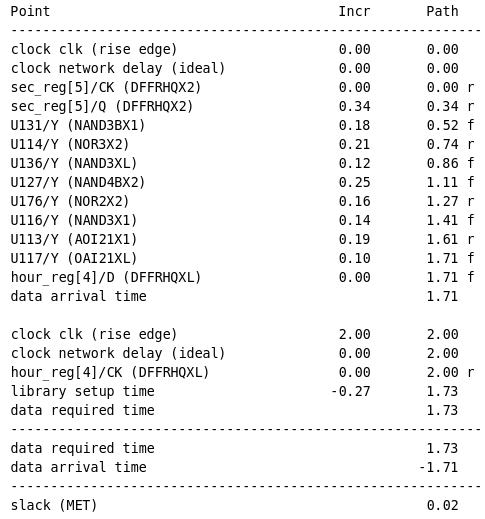 Point Incr Path
------------------------------------------------------------
clock clk (rise edge) 0.00 0.00
clock network delay (ideal) 0.00 0.00
sec_reg[5]/CK (DFFRHQX2) 0.00 0.00 r
sec_reg[5]/Q (DFFRHQX2) 0.34 0.34 r
U131/Y (NAND3BX1) 0.18 0.52 f
U114/Y (NOR3X2) 0.21 0.74 r
U136/Y (NAND3XL) 0.12 0.86 f
U127/Y (NAND4BX2) 0.25 1.11 f
U176/Y (NOR2X2) 0.16 1.27 r
U116/Y (NAND3X1) 0.14 1.41 f
U113/Y (AOI21X1) 0.19 1.61 r
U117/Y (OAI21XL) 0.10 1.71 f
hour_reg[4]/D (DFFRHQXL) 0.00 1.71 f
data arrival time 1.71

clock clk (rise edge) 2.00 2.00
clock network delay (ideal) 0.00 2.00
hour_reg[4]/CK (DFFRHQXL) 0.00 2.00 r
library setup time -0.27 1.73
data required time 1.73
------------------------------------------------------------
data required time 1.73
data arrival time -1.71
------------------------------------------------------------
slack (MET) 0.02